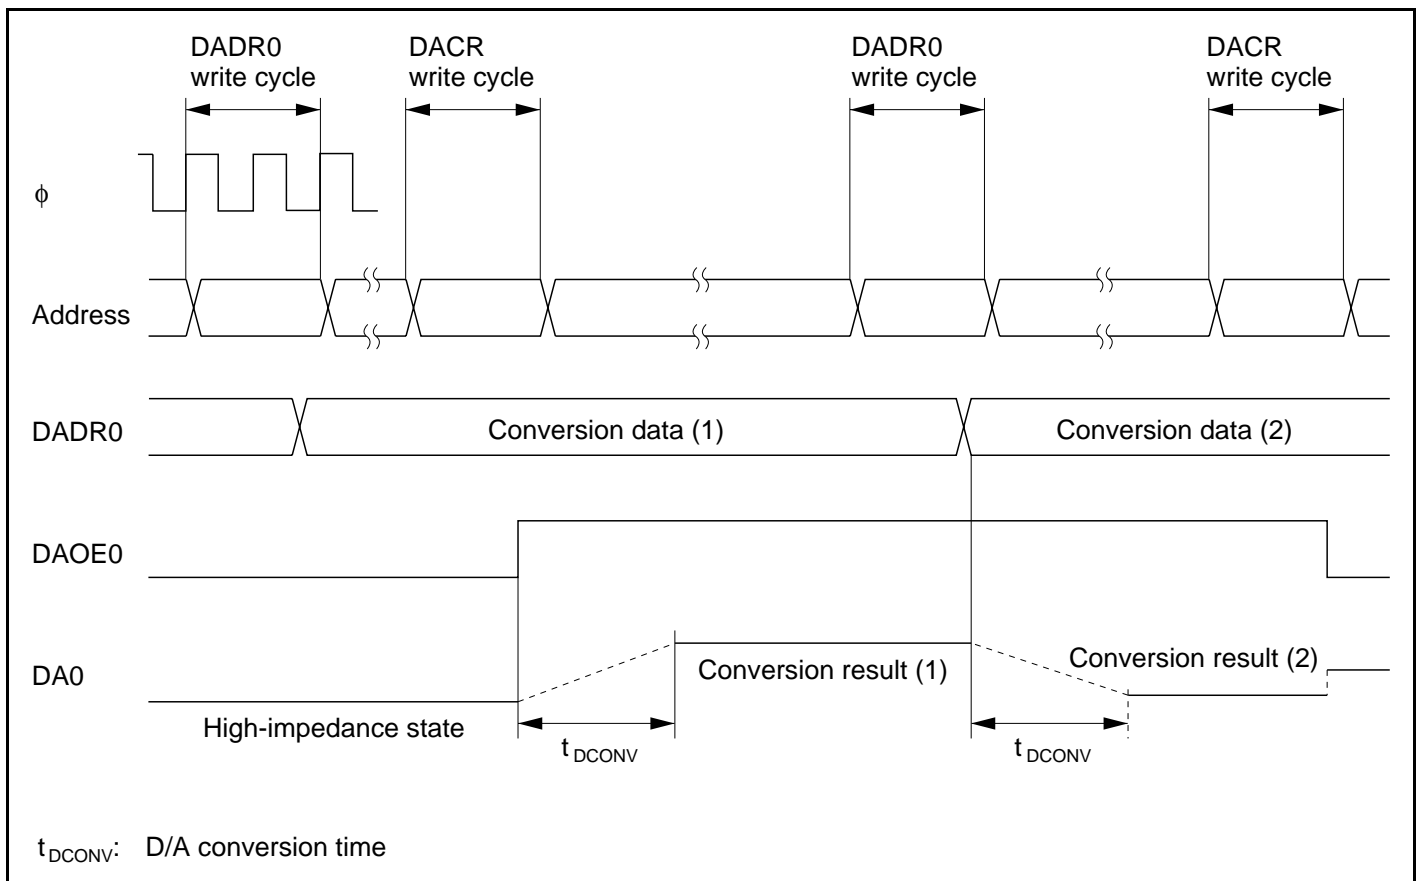 DADR0
write cycle
DACR
write cycle
DADR0
write cycle
DACR
write cycle
ϕ
Address
DADR0
Conversion data (1)
Conversion data (2)
DAOE0
DA0
Conversion result (1)
Conversion result (2)
High-impedance state
t DCONV
t DCONV
t DCONV: D/A conversion time